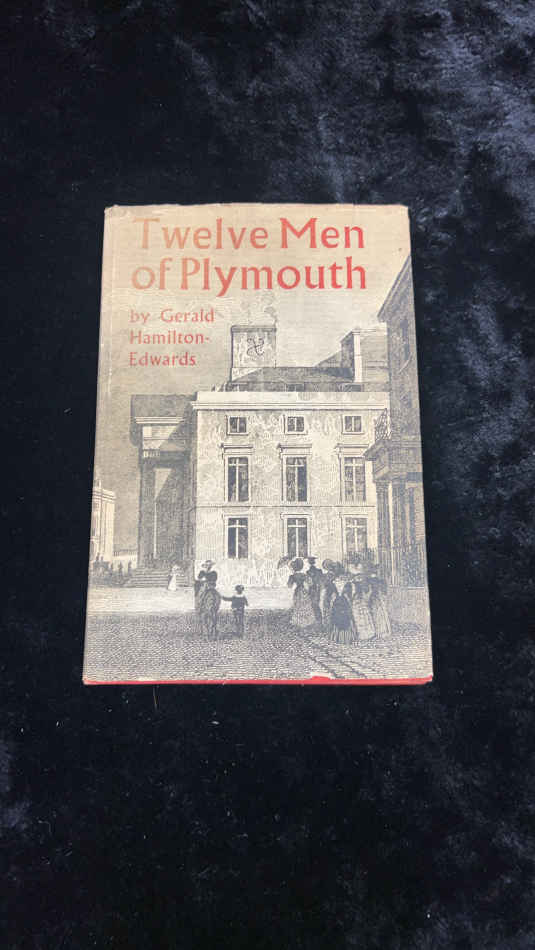 Twelve Men
of Plymouth
by Gerald
Hamilton-
Edwards